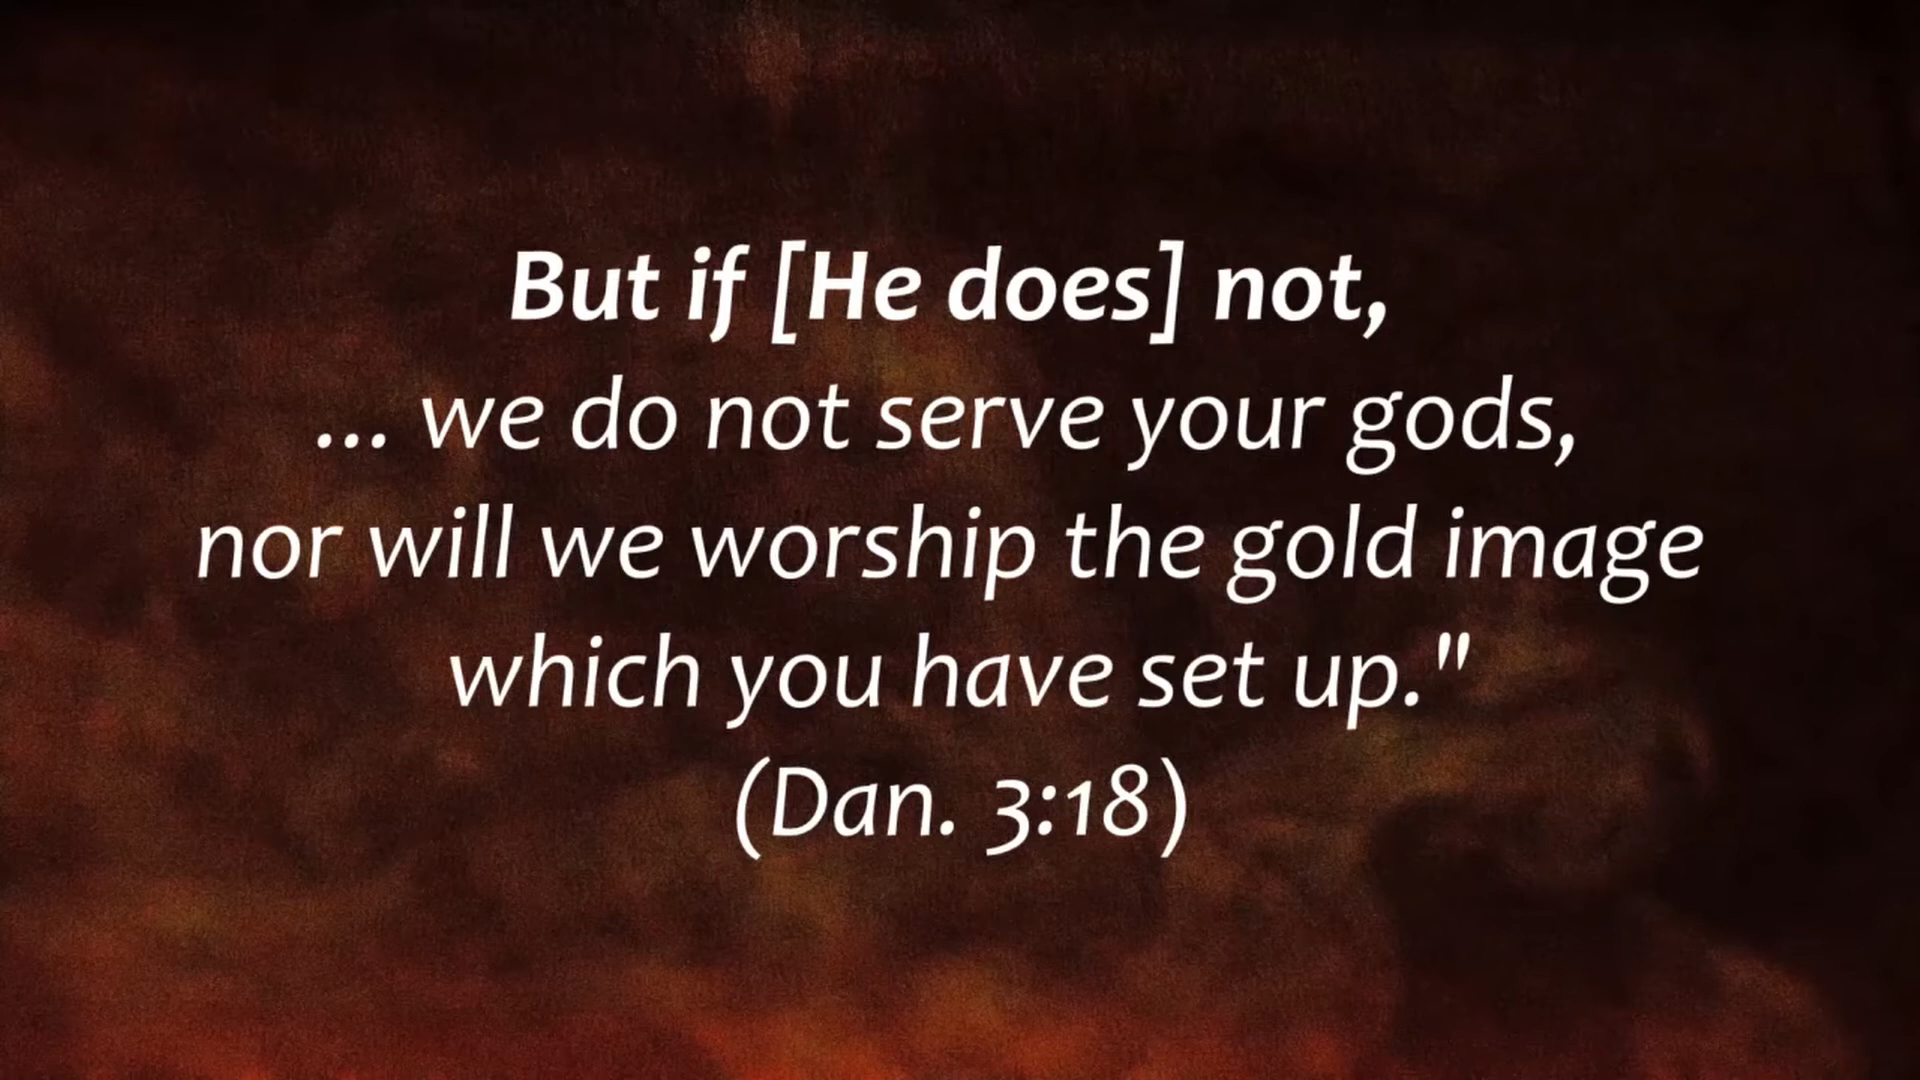 But if [He does] not,
... we do not serve your gods,
nor will we worship the gold image
which you have set up."
(Dan. 3:18)